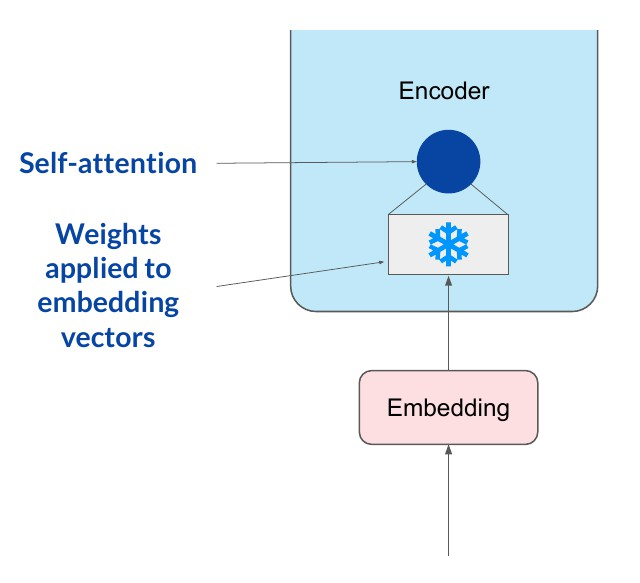 Encoder
Self-attention
Weights
applied to
embedding
vectors
Embedding